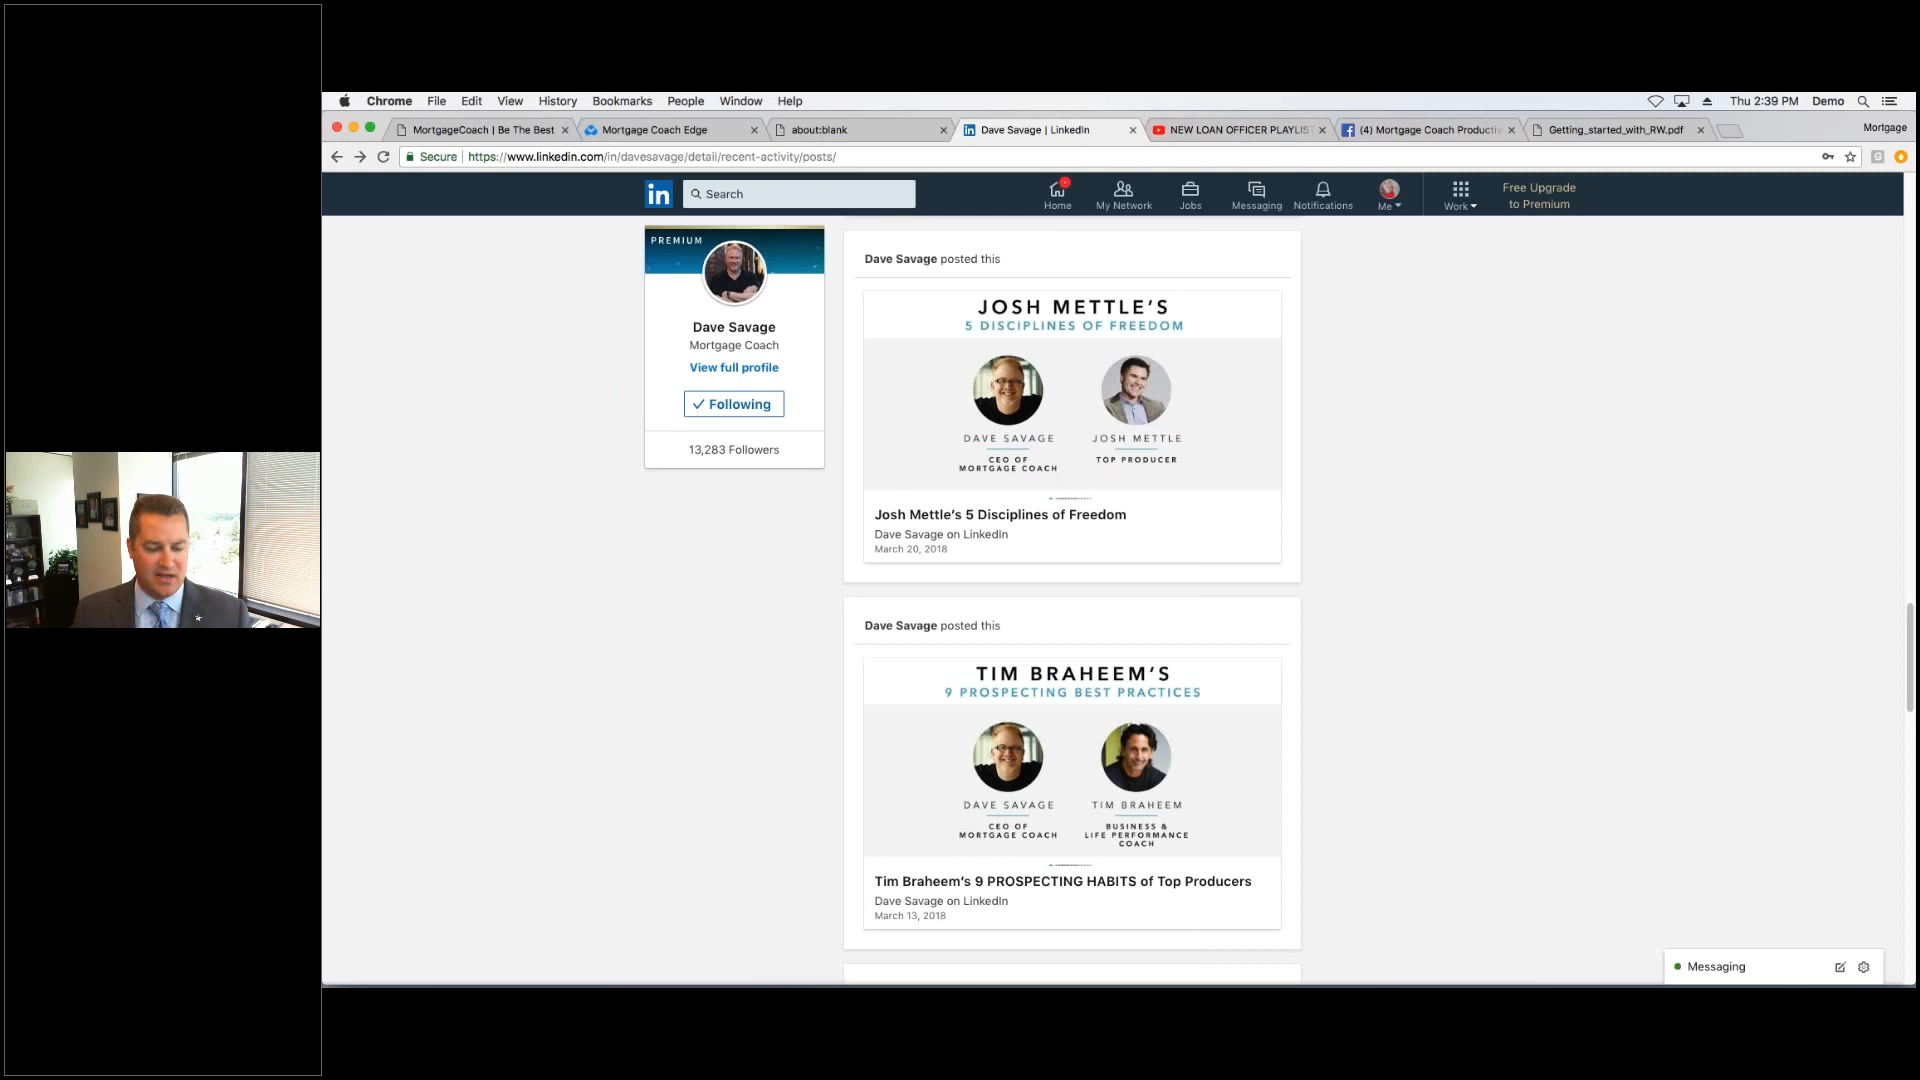 Chrome File Edit View History Bookmarks People Window Help
Thu 2:39 PM Demo
MortgageCoach | Be The Best
Mortgage Coach Edge
about:blank
Dave Savage | LinkedIn
NEW LOAN OFFICER PLAYLIST
(4) Mortgage Coach Productiv
Getting_started_with_RW.pdf
Mortgage
Secure https://www.linkedin.com/in/davesavage/detail/recent-activity/posts/
in
Search
Home
My Network
Jobs
Messaging
Notifications
Me
Work
Free Upgrade
to Premium
PREMIUM
Dave Savage
Mortgage Coach
View full profile
Following
13,283 Followers
Dave Savage posted this
JOSH METTLE'S
5 DISCIPLINES OF FREEDOM
DAVE SAVAGE
CEO OF
MORTGAGE COACH
JOSH METTLE
TOP PRODUCER
Josh Mettle's 5 Disciplines of Freedom
Dave Savage on LinkedIn
March 20, 2018
Dave Savage posted this
TIM BRAHEEM'S
9 PROSPECTING BEST PRACTICES
DAVE SAVAGE
CEO OF
MORTGAGE COACH
TIM BRAHEEM
BUSINESS &
LIFE PERFORMANCE
COACH
Tim Braheem's 9 PROSPECTING HABITS of Top Producers
Dave Savage on LinkedIn
March 13, 2018
Messaging